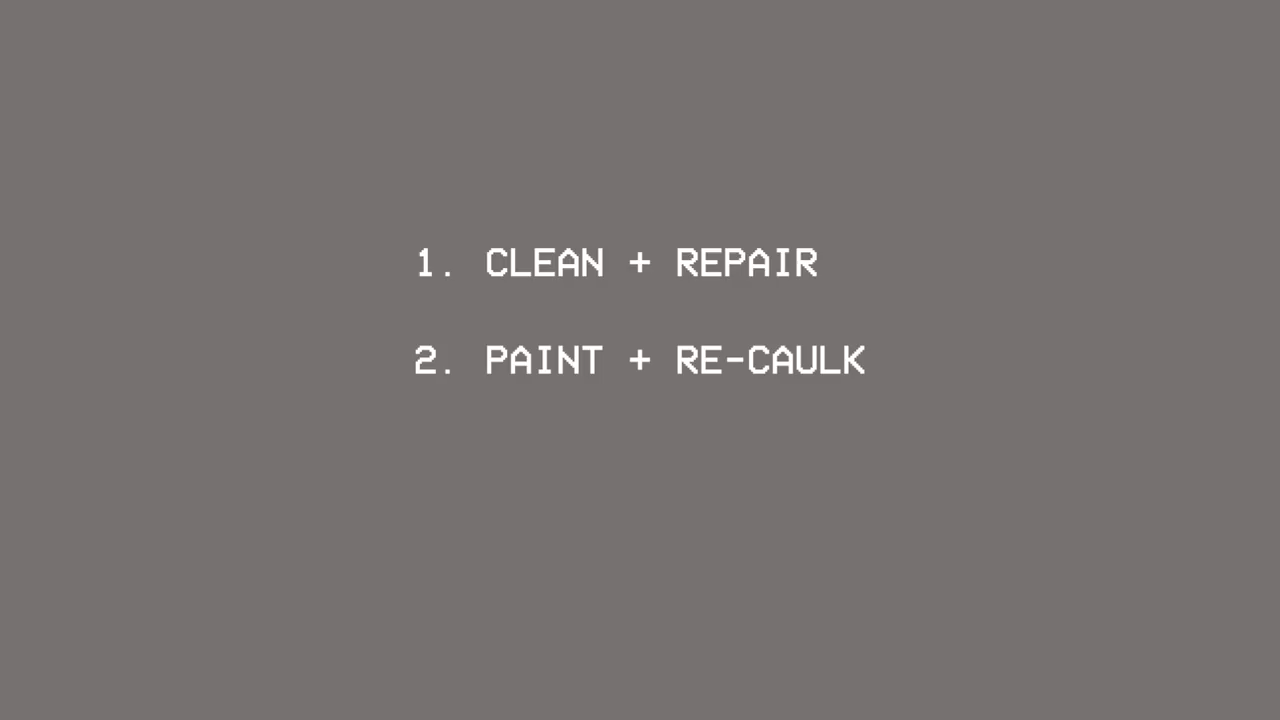 1. CLEAN + REPAIR
2. PAINT + RE-CAULK